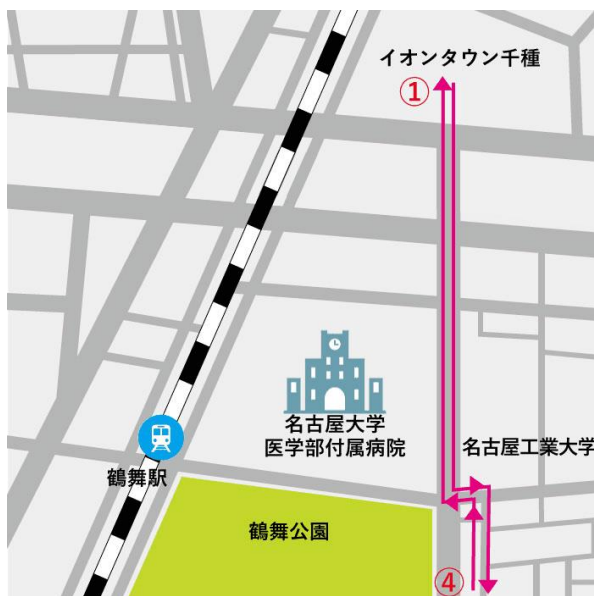 イオンタウン千種
①
名古屋大学
医学部付属病院
名古屋工業大学
鶴舞駅
鶴舞公園
④